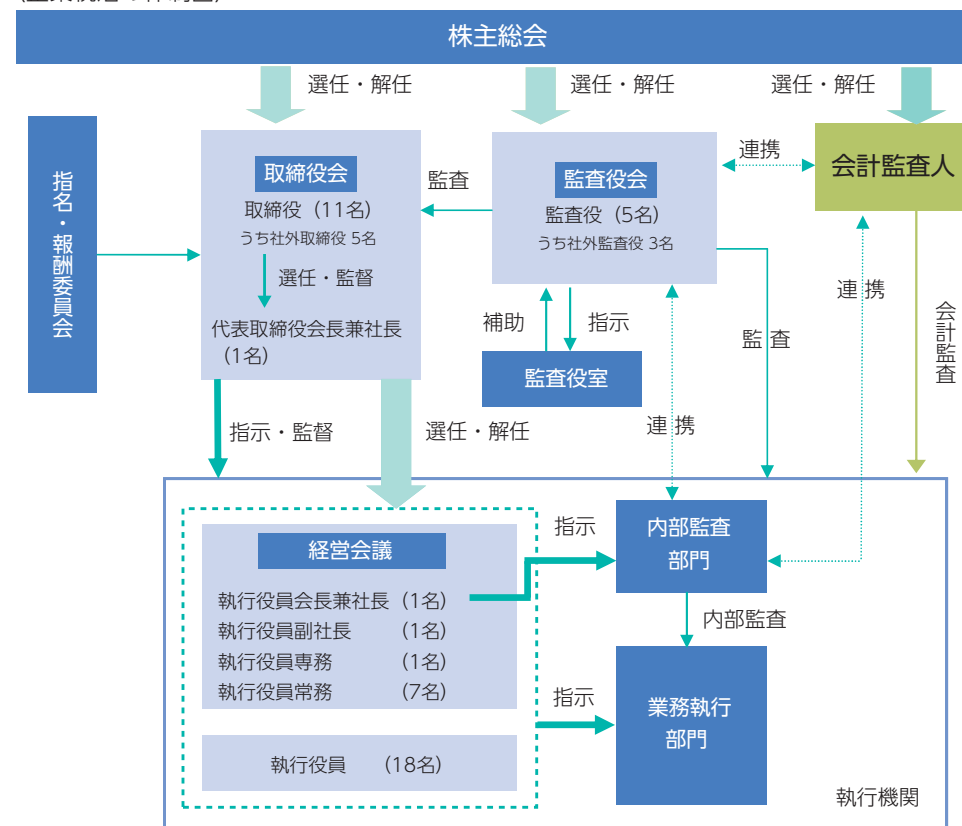 株主総会
選任・解任
選任・解任
選任・解任
指名・報酬委員会
取締役会
取締役（11名）
うち社外取締役 5名
選任・監督
代表取締役会長兼社長
（1名）
監査
監査役会
監査役（5名）
うち社外監査役 3名
連携
会計監査人
補助
指示
監査役室
監査
連携
会計監査
指示・監督
選任・解任
連携
経営会議
執行役員会長兼社長（1名）
執行役員副社長　　（1名）
執行役員専務　　　（1名）
執行役員常務　　　（7名）
執行役員　（18名）
指示
内部監査
部門
内部監査
指示
業務執行
部門
執行機関